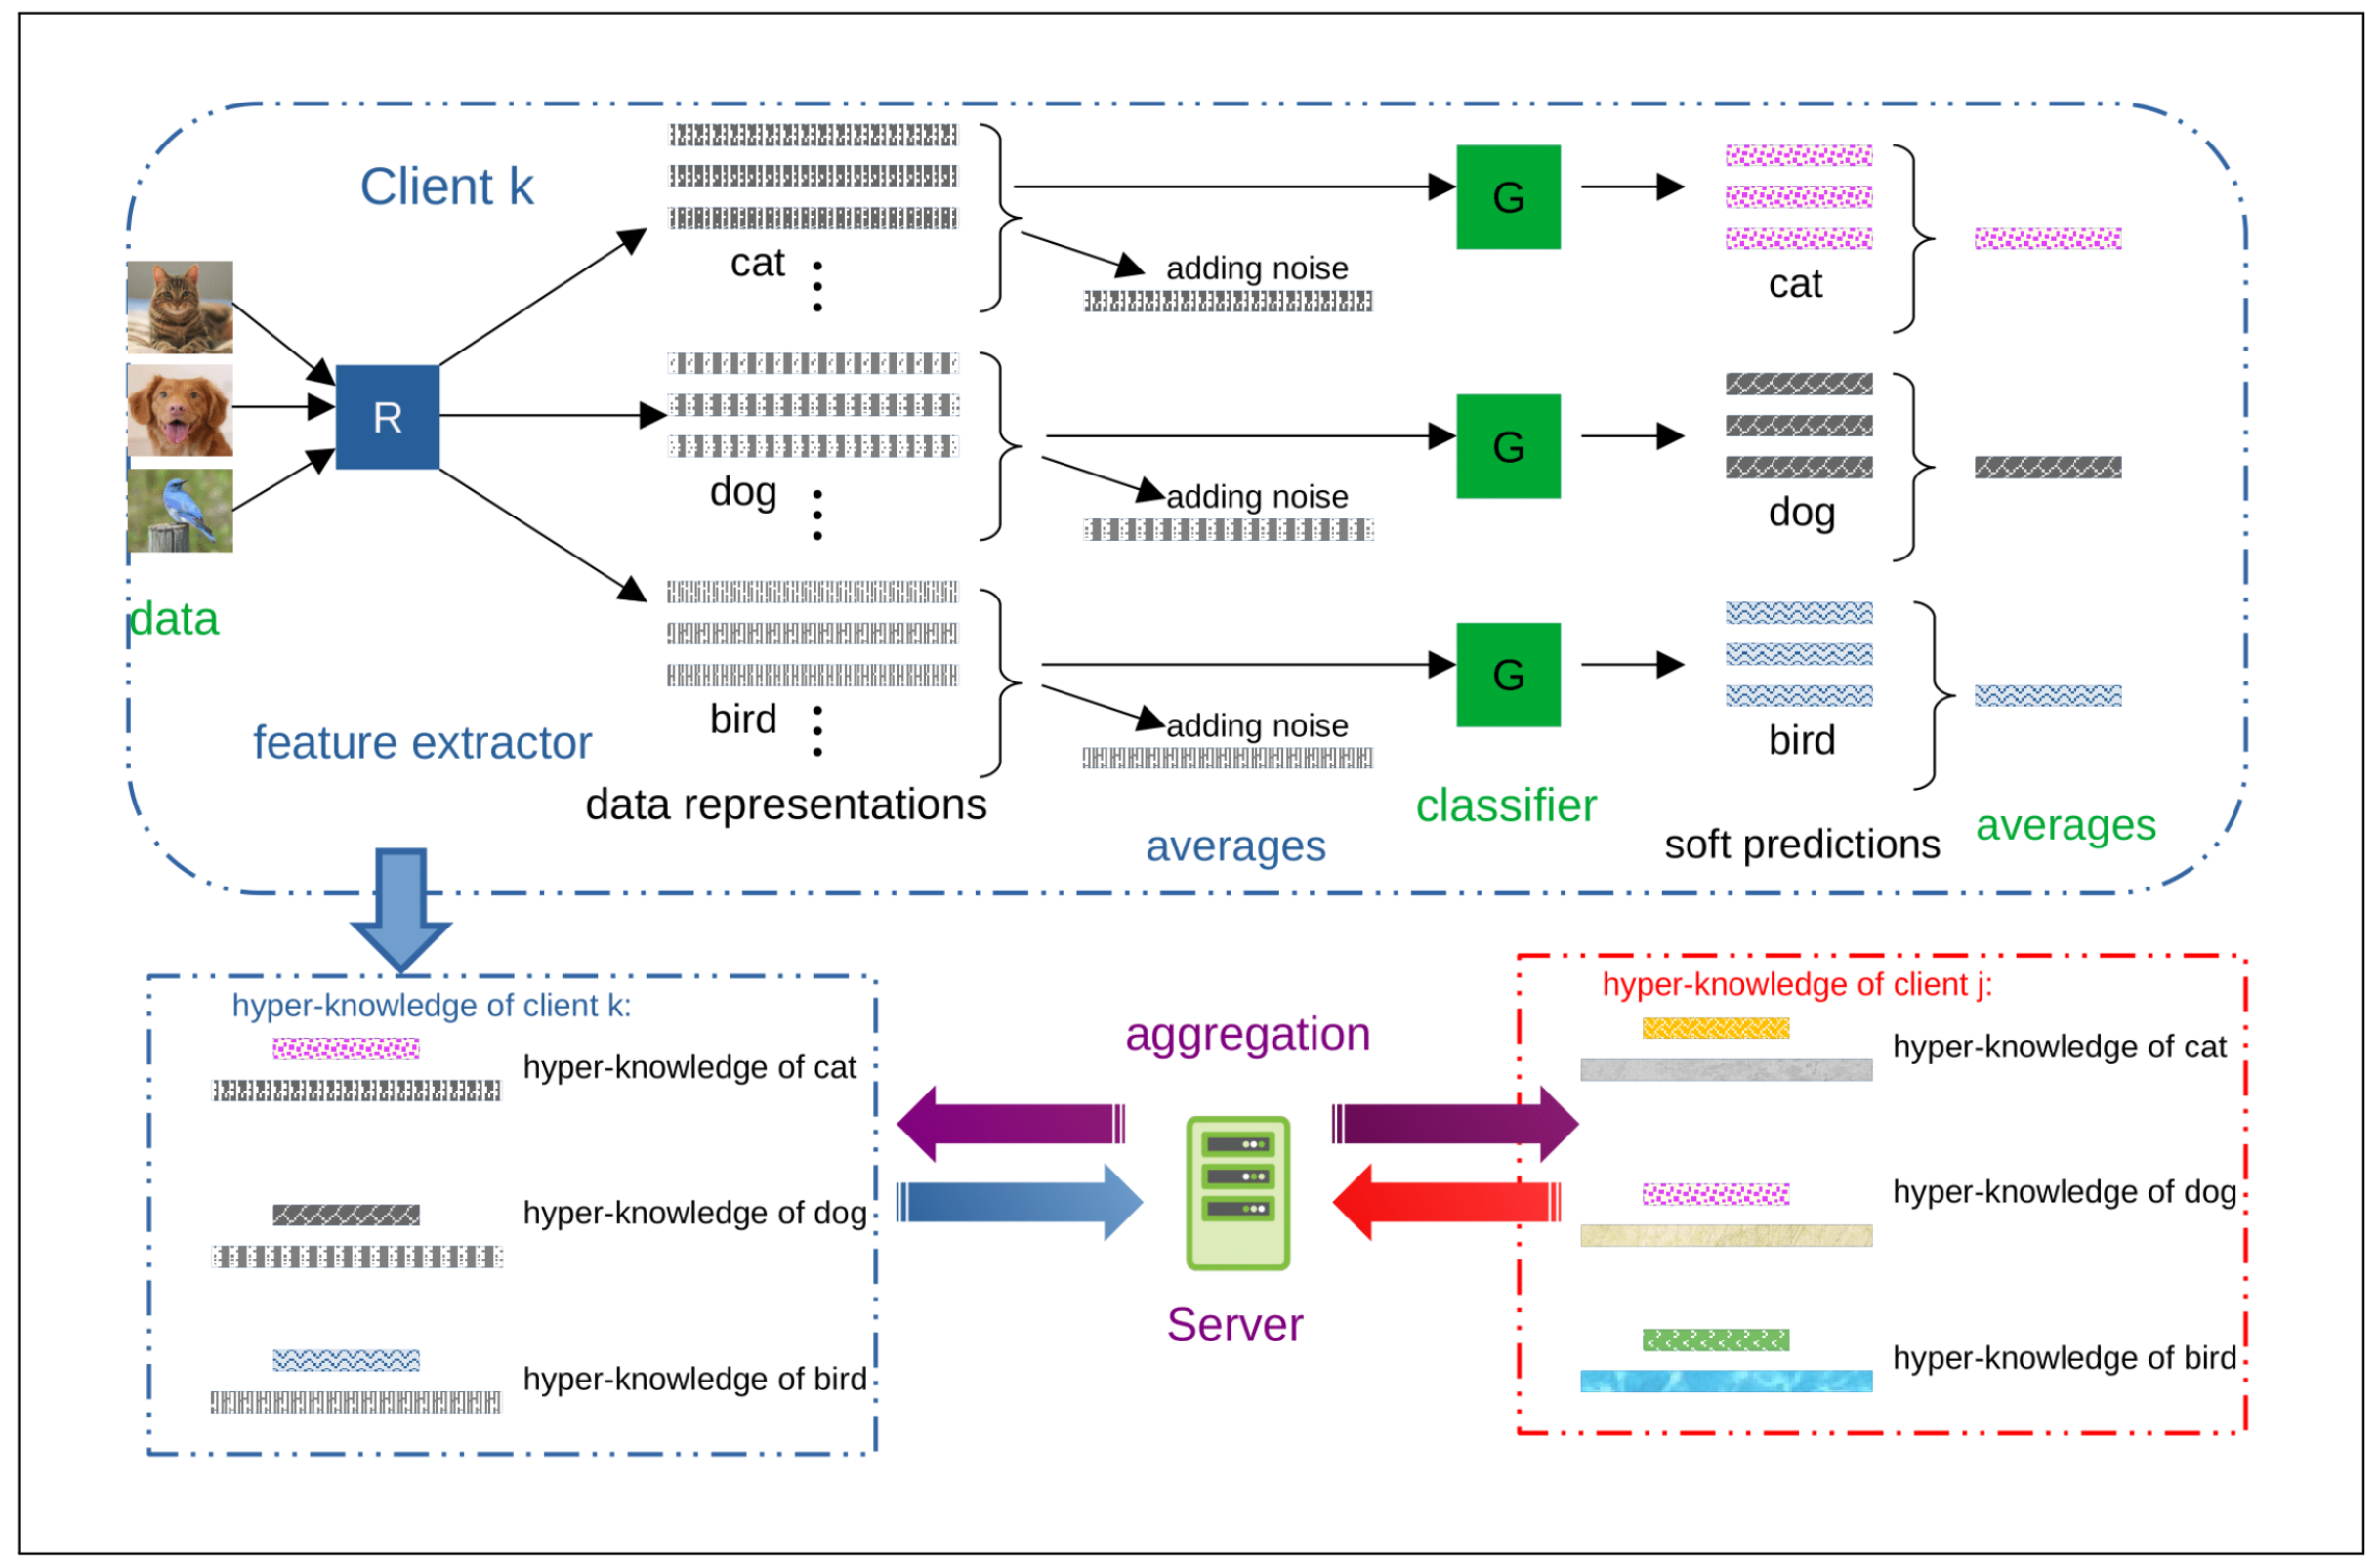 Client k
cat
adding noise
G
cat
R
dog
adding noise
G
dog
data
bird
adding noise
G
bird
feature extractor
data representations
averages
classifier
soft predictions
averages
hyper-knowledge of client k:
hyper-knowledge of cat
hyper-knowledge of dog
hyper-knowledge of bird
aggregation
Server
hyper-knowledge of client j:
hyper-knowledge of cat
hyper-knowledge of dog
hyper-knowledge of bird